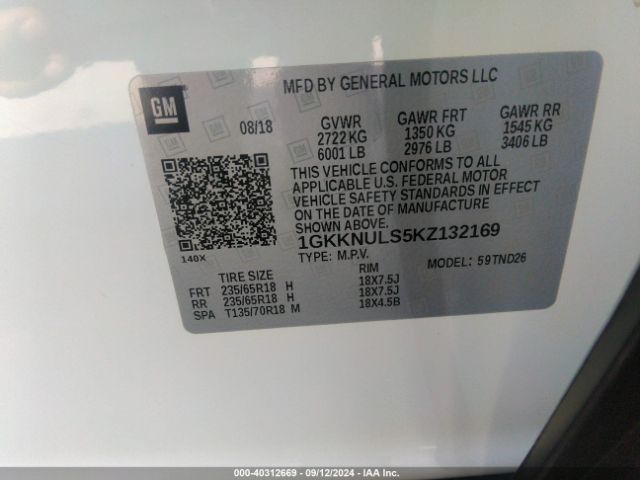 MFD BY GENERAL MOTORS LLC
GM
08/18
GVWR GAWR FRT GAWR RR
2722 KG 1350 KG 1545 KG
6001 LB 2976 LB 3406 LB
THIS VEHICLE CONFORMS TO ALL
APPLICABLE U.S. FEDERAL MOTOR
VEHICLE SAFETY STANDARDS IN EFFECT
ON THE DATE OF MANUFACTURE
SHOWN ABOVE.
1GKKNULS5KZ132169
140X
TYPE: M.P.V. MODEL: 59TND26
TIRE SIZE RIM
FRT 235/65R18 H 18X7.5J
RR 235/65R18 H 18X7.5J
SPA T135/70R18 M 18X4.5B
000-40312669 - 09/12/2024 - IAA Inc.